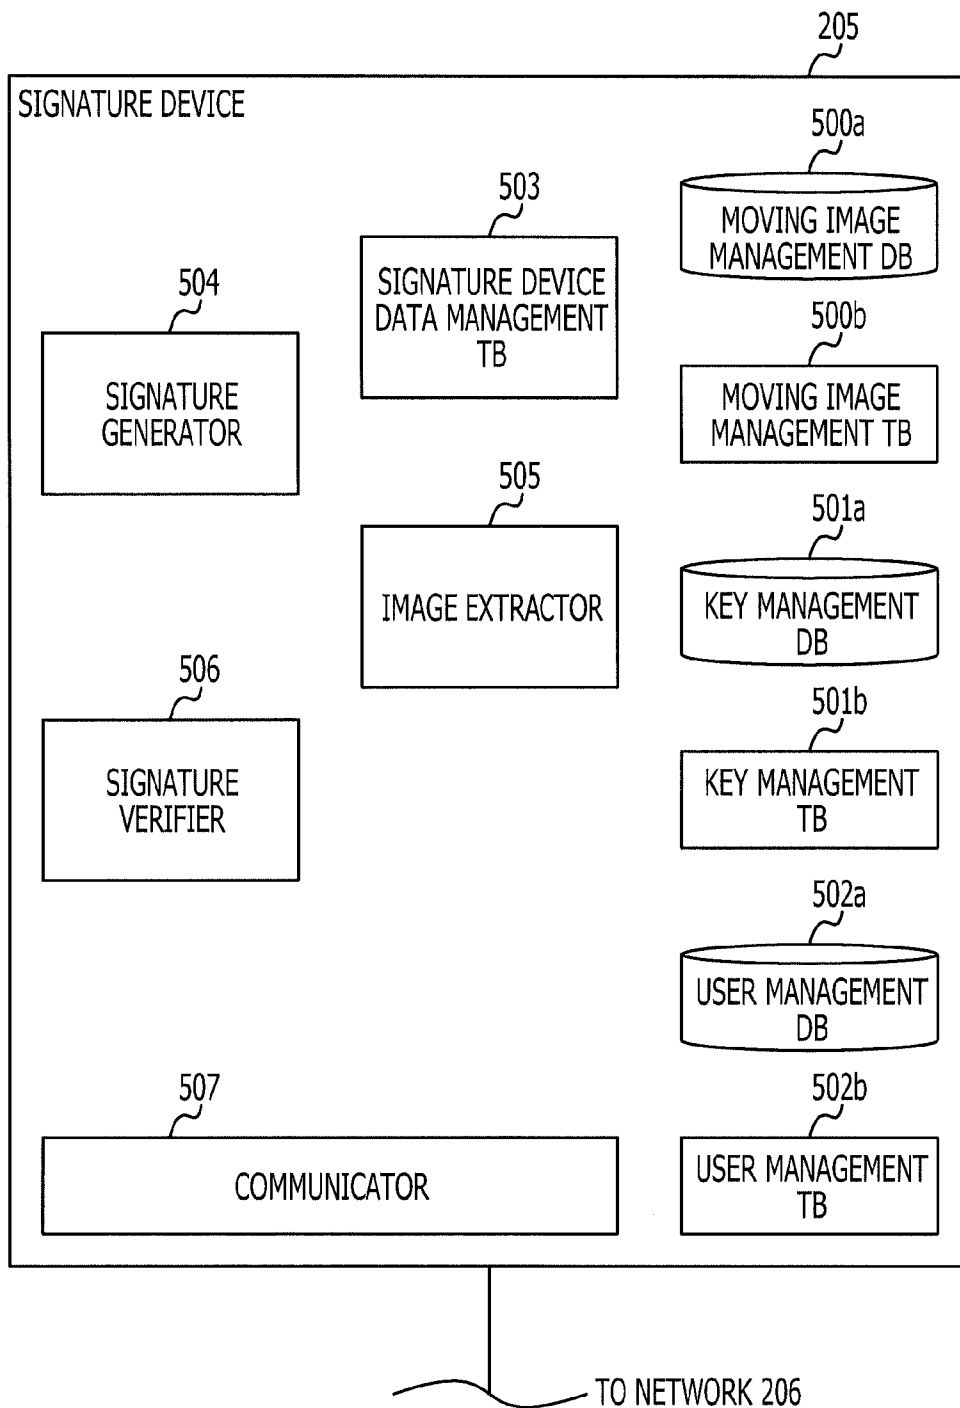 205
SIGNATURE DEVICE
500a
MOVING IMAGE
MANAGEMENT DB
503
SIGNATURE DEVICE
DATA MANAGEMENT
TB
504
SIGNATURE
GENERATOR
500b
MOVING IMAGE
MANAGEMENT TB
505
IMAGE EXTRACTOR
501a
KEY MANAGEMENT
DB
506
SIGNATURE
VERIFIER
501b
KEY MANAGEMENT
TB
502a
USER MANAGEMENT
DB
507
COMMUNICATOR
502b
USER MANAGEMENT
TB
TO NETWORK 206